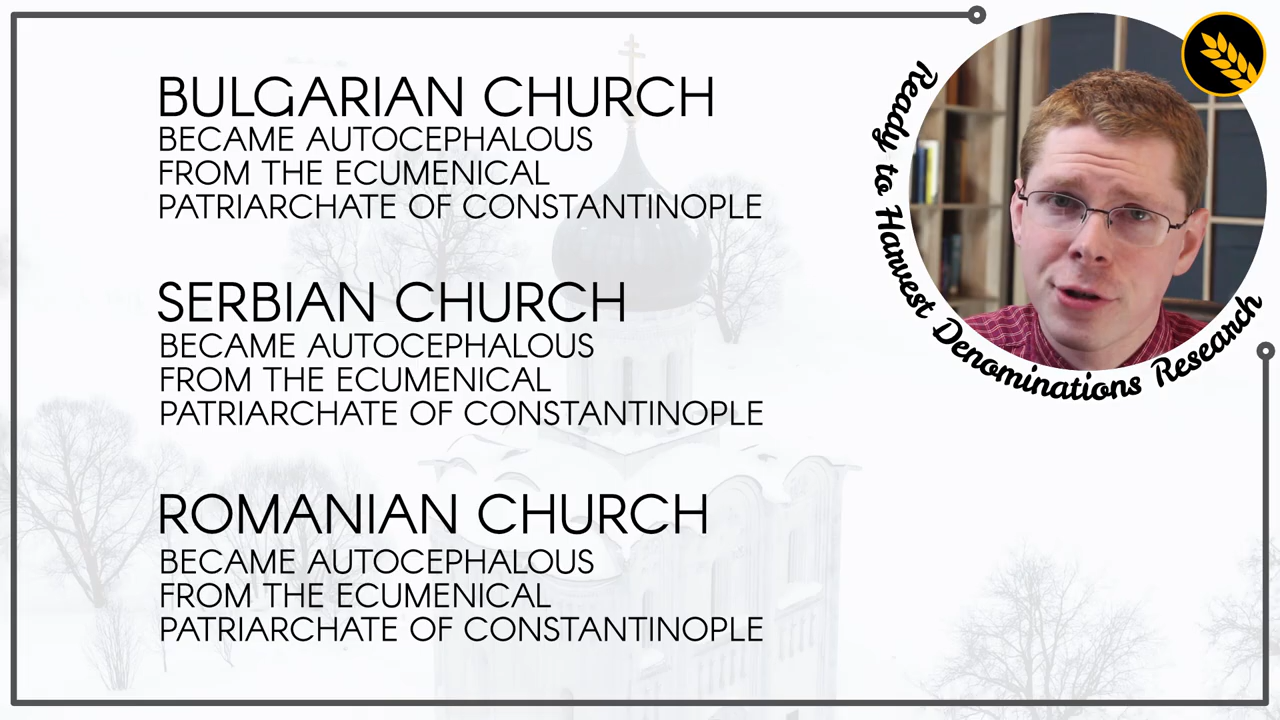 BULGARIAN CHURCH
BECAME AUTOCEPHALOUS
FROM THE ECUMENICAL
PATRIARCHATE OF CONSTANTINOPLE
SERBIAN CHURCH
BECAME AUTOCEPHALOUS
FROM THE ECUMENICAL
PATRIARCHATE OF CONSTANTINOPLE
ROMANIAN CHURCH
BECAME AUTOCEPHALOUS
FROM THE ECUMENICAL
PATRIARCHATE OF CONSTANTINOPLE
Ready to Harvest Denominations Research